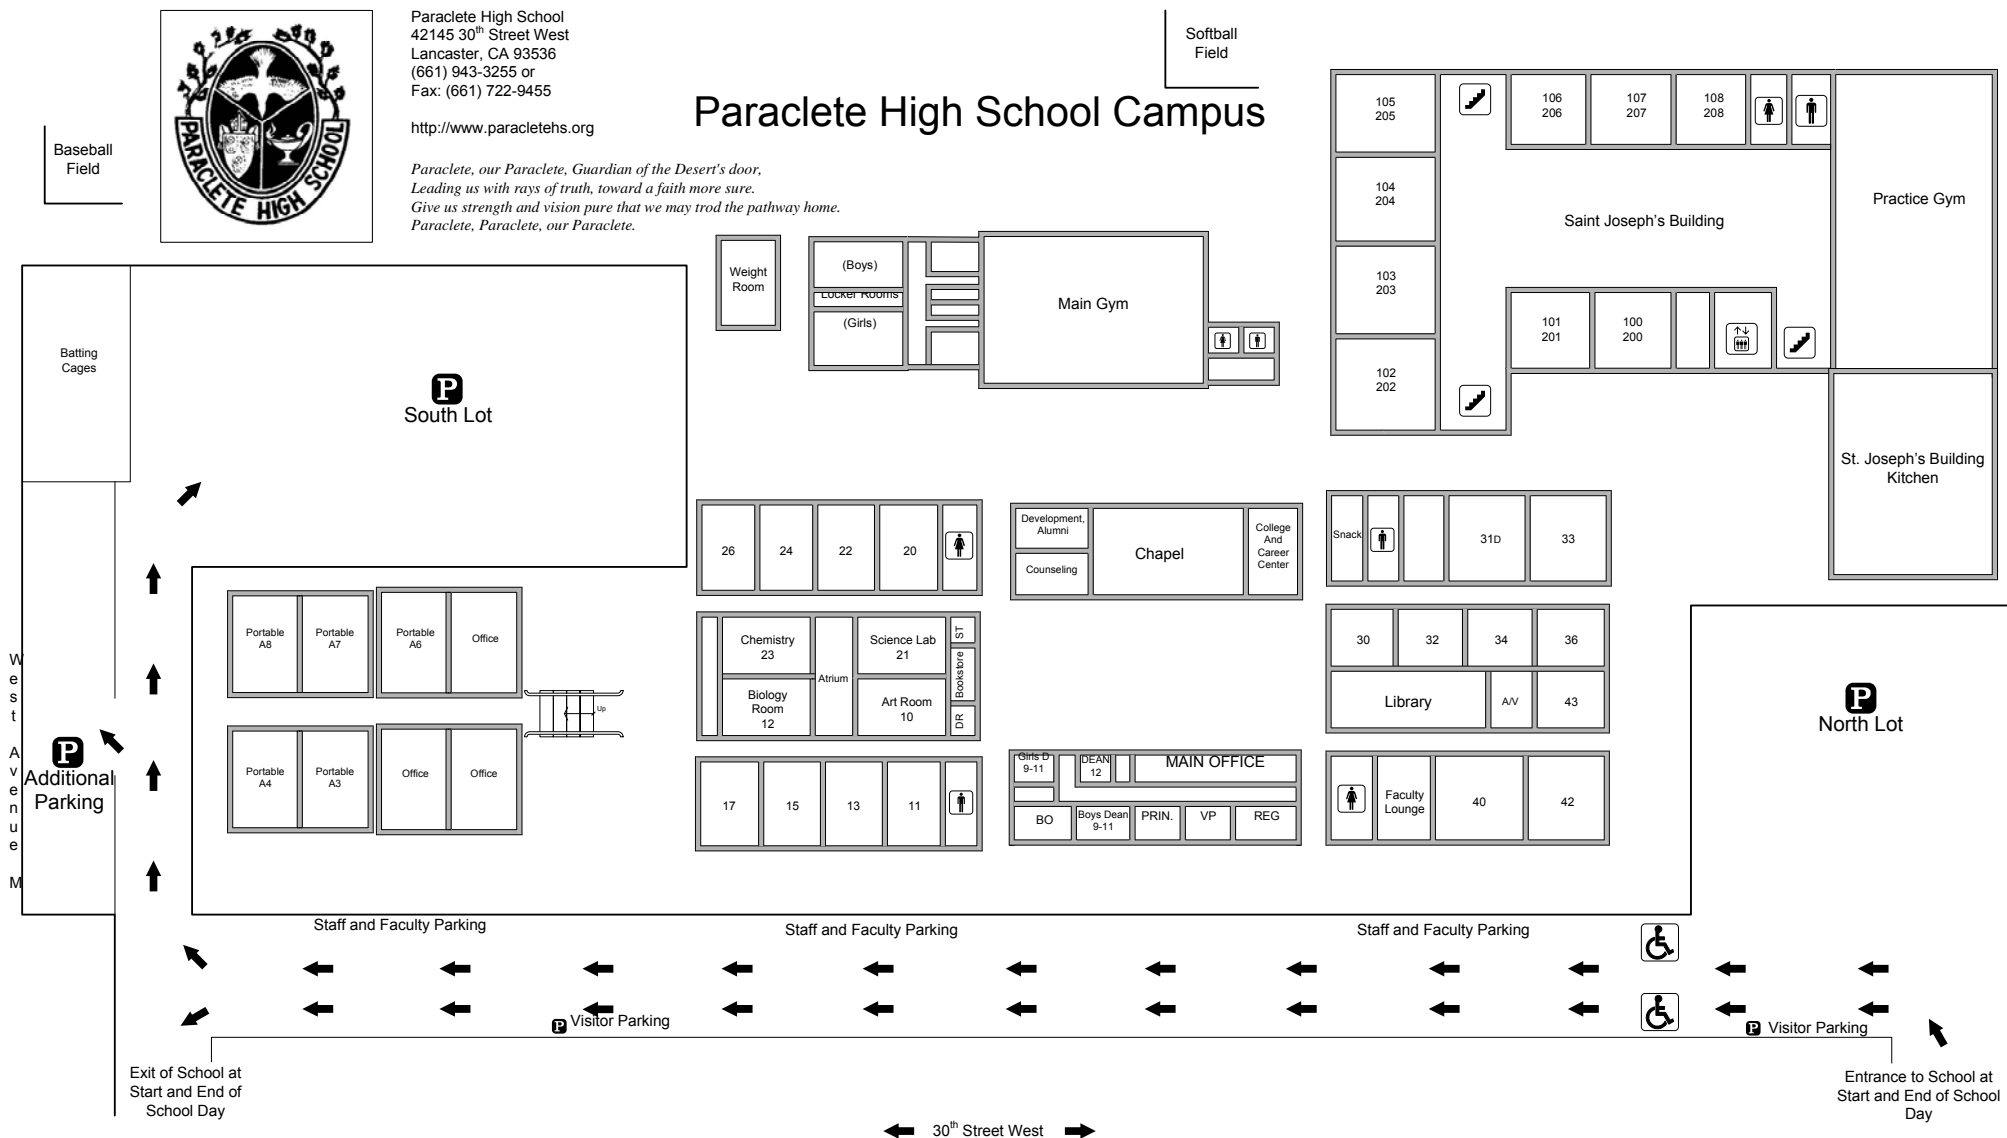 Paraclete High School
42145 30th Street West
Lancaster, CA 93536
(661) 943-3255 or
Fax: (661) 722-9455
http://www.paracletehs.org
Paraclete, our Paraclete, Guardian of the Desert's door,
Leading us with rays of truth, toward a faith more sure.
Give us strength and vision pure that we may trod the pathway home.
Paraclete, Paraclete, our Paraclete.
PARACLETE HIGH SCHOOL
Paraclete High School Campus
Softball
Field
Baseball
Field
105
205
106
206
107
207
108
208
104
204
Saint Joseph's Building
Practice Gym
103
203
101
201
100
200
102
202
St. Joseph's Building
Kitchen
Weight
Room
(Boys)
Locker Rooms
(Girls)
Main Gym
Batting
Cages
P
South Lot
26
24
22
20
Development,
Alumni
Counseling
Chapel
College
And
Career
Center
Snack
31D
33
Portable
A8
Portable
A7
Portable
A6
Office
Chemistry
23
Science Lab
21
ST
Bookstore
DR
Atrium
Biology
Room
12
Art Room
10
Up
30
32
34
36
Library
A/V
43
P
North Lot
West Avenue M
P
Additional
Parking
Portable
A4
Portable
A3
Office
Office
17
15
13
11
Girls D
9-11
DEAN
12
MAIN OFFICE
BO
Boys Dean
9-11
PRIN.
VP
REG
Faculty
Lounge
40
42
Staff and Faculty Parking
Staff and Faculty Parking
Staff and Faculty Parking
P Visitor Parking
P Visitor Parking
Exit of School at
Start and End of
School Day
Entrance to School at
Start and End of School
Day
30th Street West